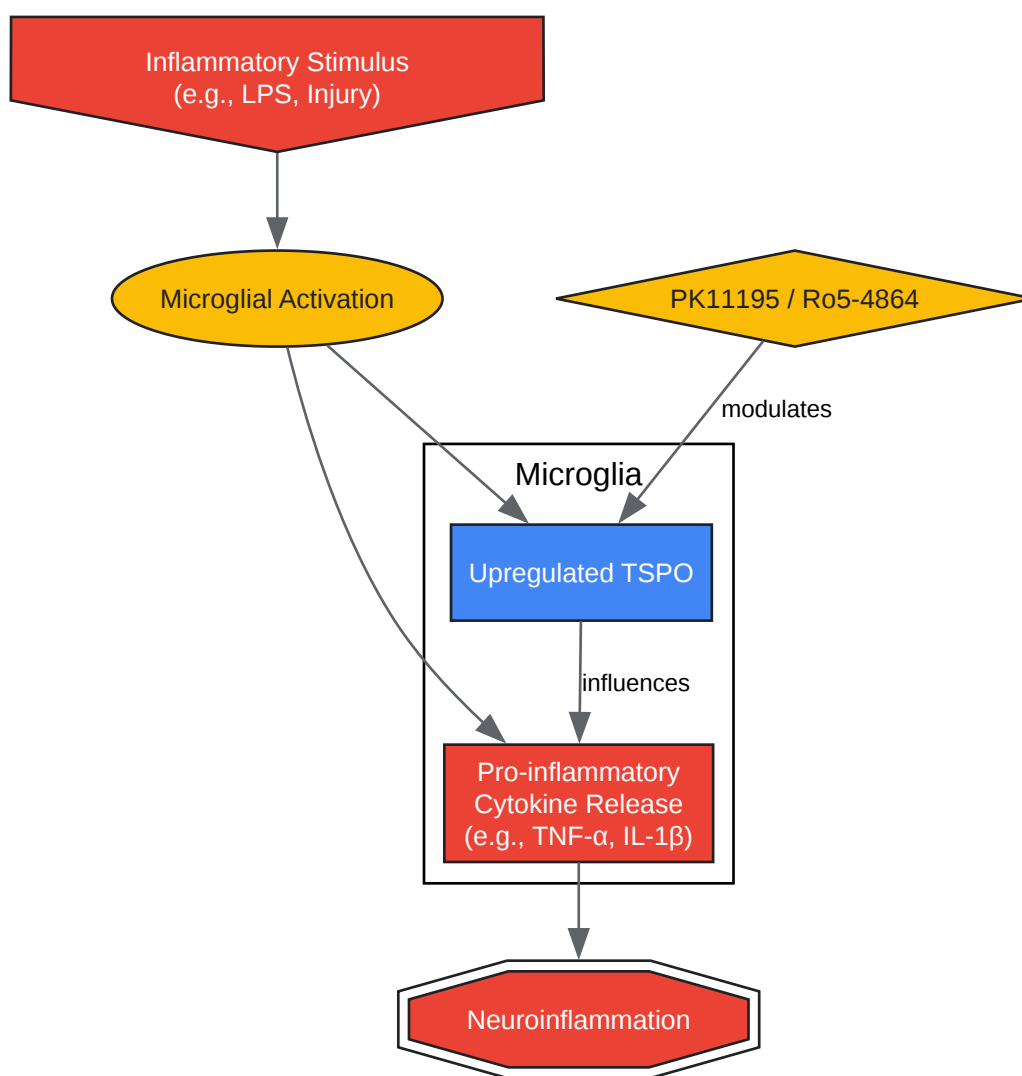 Inflammatory Stimulus
(e.g., LPS, Injury)
Microglial Activation
PK11195 / Ro5-4864
modulates
Microglia
Upregulated TSPO
influences
Pro-inflammatory
Cytokine Release
(e.g., TNF-α, IL-1β)
Neuroinflammation